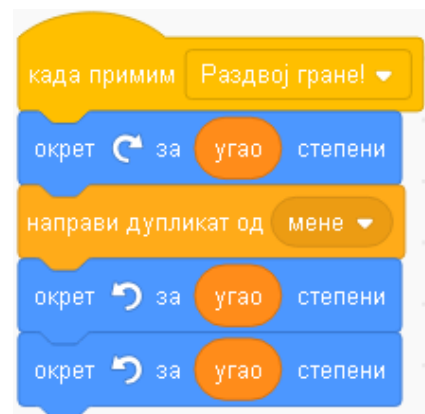 када примим Раздвој гране!
окрет за угао степени
направи дупликат од мене
окрет за угао степени
окрет за угао степени